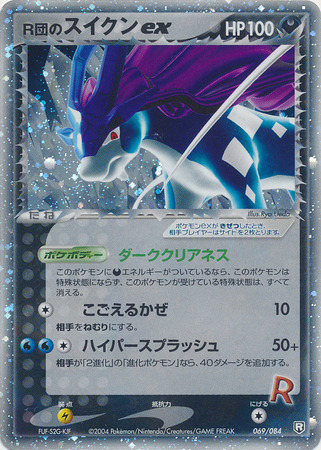 R団のスイクンex HP100
たね
Illus.Ryo Ueda
ポケモンexがきぜつしたとき、
相手プレイヤーはサイドを2枚とります。
ポケボディー ダーククリアネス
このポケモンにエネルギーがついているなら、このポケモン
は特殊状態にならず、このポケモンが受けている特殊状態は、すべ
て消える。
こごえるかぜ 10
相手をねむりにする。
ハイパースプラッシュ 50+
相手が「2進化」の「進化ポケモン」なら、40ダメージを追加する。
R
弱点 抵抗力 にげる
FUF-S2G-KJF ©2004 Pokémon/Nintendo/Creatures/GAME FREAK 069/084 R